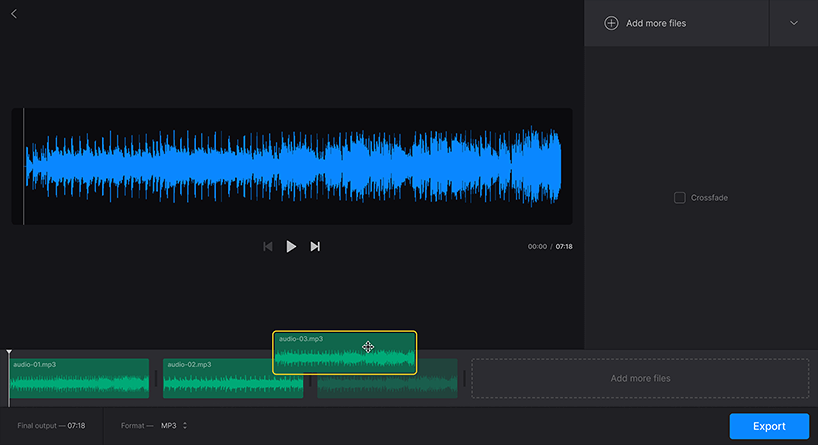 Add more files
Crossfade
00:00 / 07:18
audio-03.mp3
audio-01.mp3
audio-02.mp3
Add more files
Final output — 07:18
Format — MP3
Export